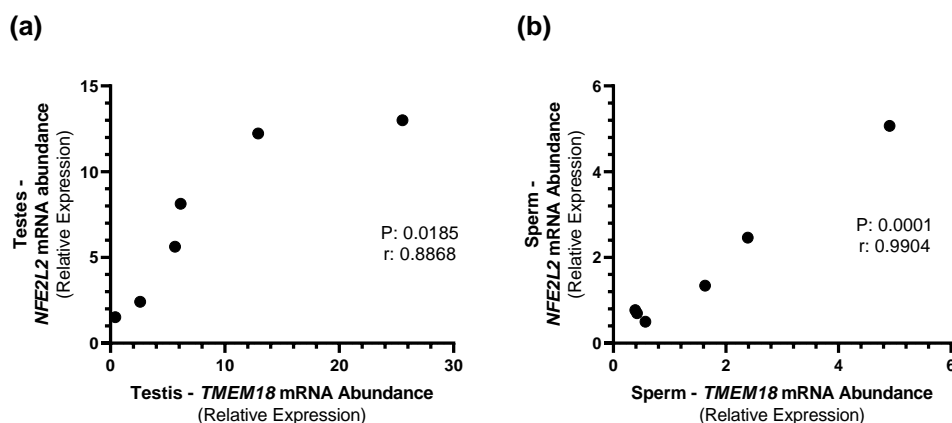 (a)
15
10
5
0
0
10
20
30
Testes -
NFE2L2 mRNA abundance
(Relative Expression)
P: 0.0185
r: 0.8868
Testis - TMEM18 mRNA Abundance
(Relative Expression)
(b)
6
4
2
0
0
2
4
6
Sperm -
NFE2L2 mRNA Abundance
(Relative Expression)
P: 0.0001
r: 0.9904
Sperm - TMEM18 mRNA Abundance
(Relative Expression)